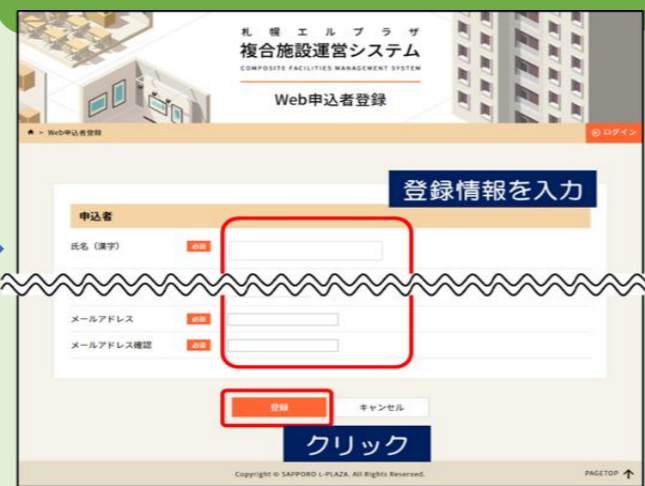 札幌エルプラザ
複合施設運営システム
COMPOSITE FACILITIES MANAGEMENT SYSTEM
Web申込者登録
> Web申込者登録
ログイン
登録情報を入力
申込者
氏名（漢字） 必須
メールアドレス 必須
メールアドレス確認 必須
登録 キャンセル
クリック
Copyright © SAPPORO L-PLAZA. All Rights Reserved.
PAGETOP